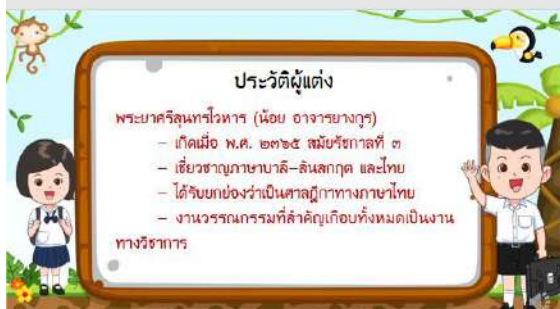 ประวัติผู้แต่ง
พระยาศรีสุนทรโวหาร (น้อย อาจารยางกูร)
– เกิดเมื่อ พ.ศ. ๒๓๖๕ สมัยรัชกาลที่ ๓
– เชี่ยวชาญภาษาบาลี–สันสกฤต และไทย
– ได้รับยกย่องว่าเป็นศาลฎีกาทางภาษาไทย
– งานวรรณกรรมที่สำคัญเกือบทั้งหมดเป็นงาน
ทางวิชาการ